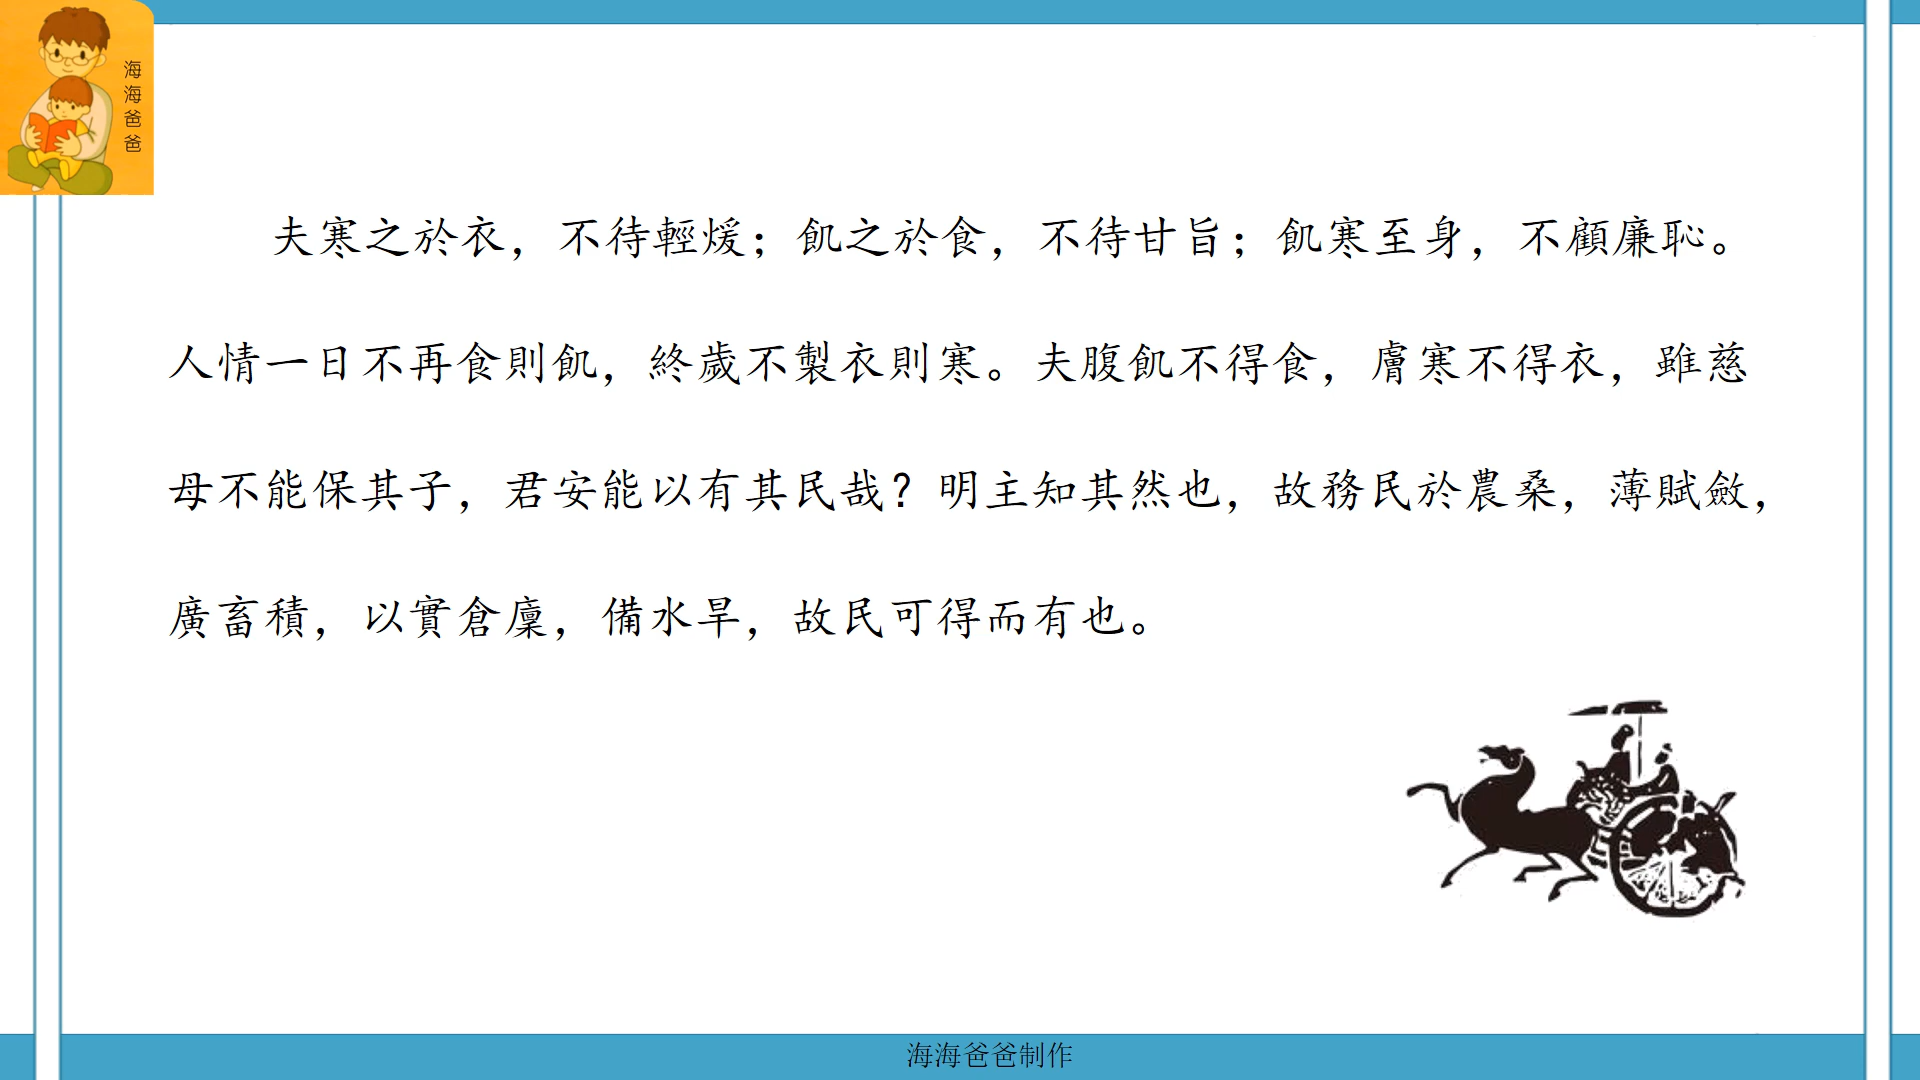 海海爸爸
夫寒之於衣，不待輕煖；飢之於食，不待甘旨；飢寒至身，不顧廉恥。
人情一日不再食則飢，終歲不製衣則寒。夫腹飢不得食，膚寒不得衣，雖慈
母不能保其子，君安能以有其民哉？明主知其然也，故務民於農桑，薄賦斂，
廣畜積，以實倉廩，備水旱，故民可得而有也。
海海爸爸制作